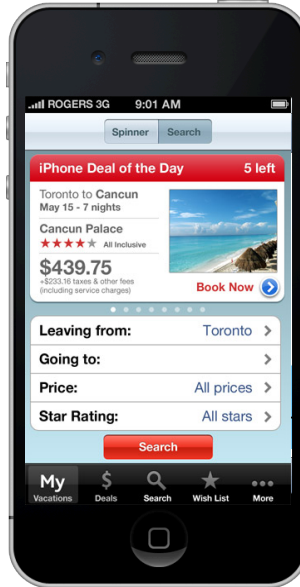 ROGERS 3G 9:01 AM
Spinner Search
iPhone Deal of the Day 5 left
Toronto to Cancun
May 15 - 7 nights
Cancun Palace
All Inclusive
$439.75
+$233.16 taxes & other fees
(including service charges)
Book Now
Leaving from: Toronto
Going to:
Price: All prices
Star Rating: All stars
Search
My
Vacations Deals Search Wish List More